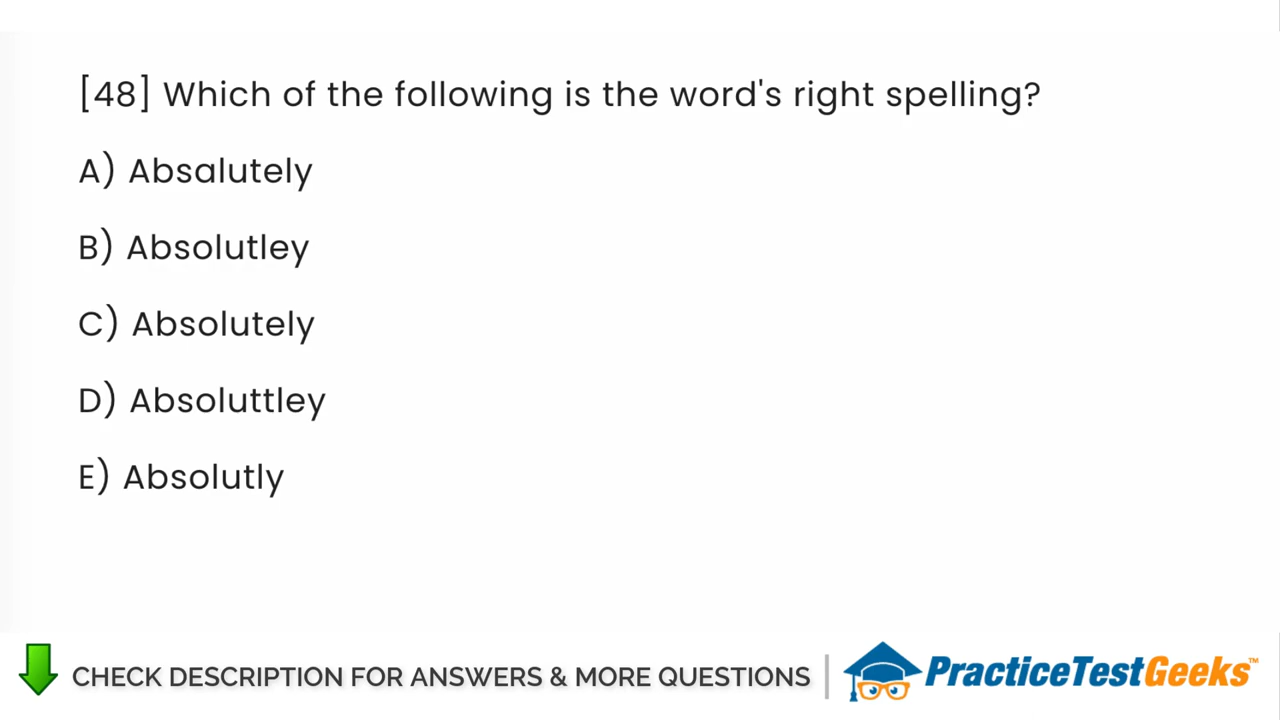 [48] Which of the following is the word's right spelling?
A) Absalutely
B) Absolutley
C) Absolutely
D) Absoluttley
E) Absolutly
CHECK DESCRIPTION FOR ANSWERS & MORE QUESTIONS
PracticeTestGeeks™